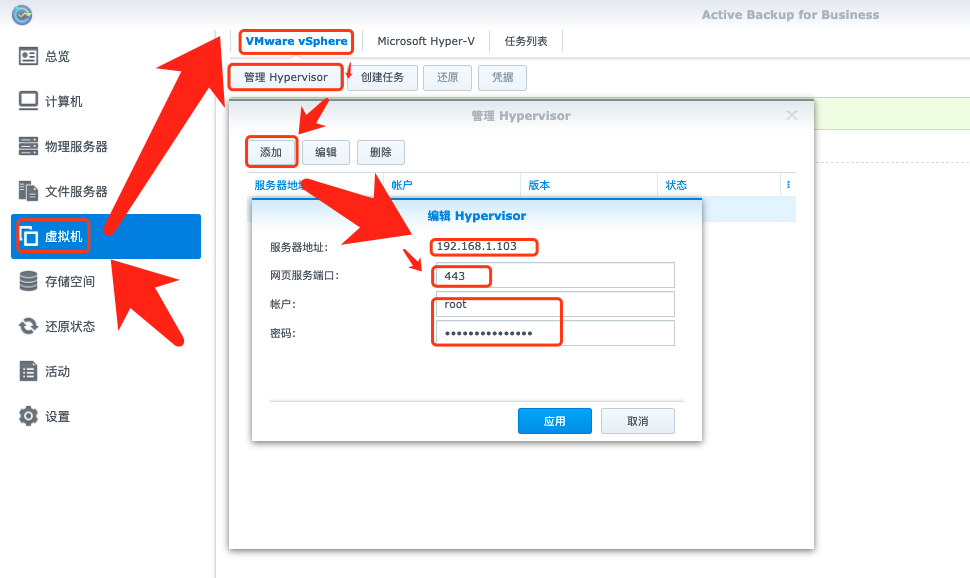 Active Backup for Business
总览
计算机
物理服务器
文件服务器
虚拟机
存储空间
还原状态
活动
设置
VMware vSphere
Microsoft Hyper-V
任务列表
管理 Hypervisor
创建任务
还原
凭据
管理 Hypervisor
添加
编辑
删除
服务器地
帐户
版本
状态
编辑 Hypervisor
服务器地址: 192.168.1.103
网页服务端口: 443
帐户: root
密码: •••••••••••••••
应用
取消